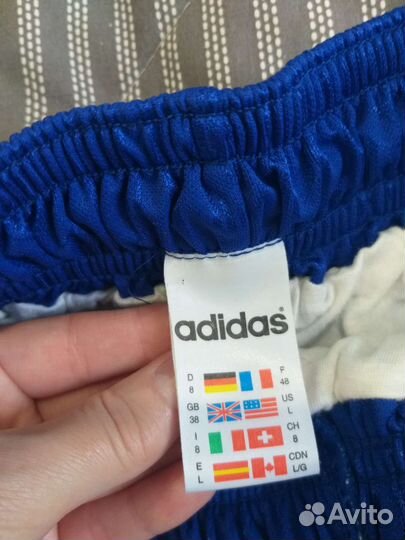 adidas
D F
8 48
GB US
38 L
I CH
8 8
E CDN
L L/G
Avito